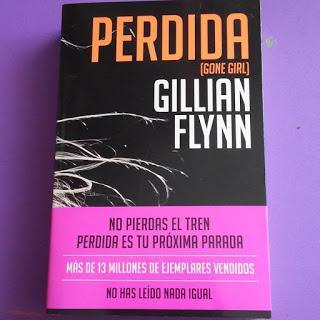 PERDIDA
(GONE GIRL)
GILLIAN
FLYNN
NO PIERDAS EL TREN
PERDIDA ES TU PRÓXIMA PARADA
MÁS DE 13 MILLONES DE EJEMPLARES VENDIDOS
NO HAS LEÍDO NADA IGUAL